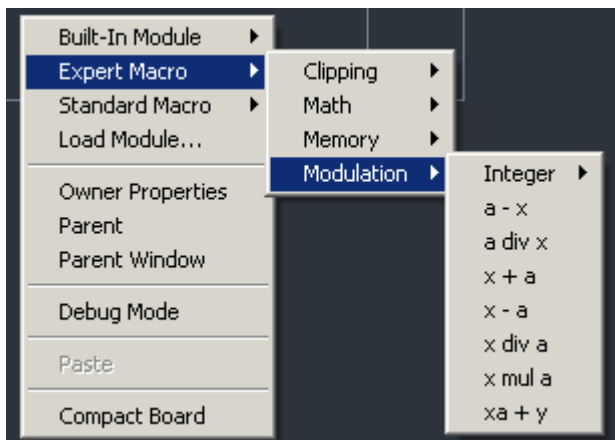 Built-In Module
Expert Macro
Standard Macro
Load Module...
Owner Properties
Parent
Parent Window
Debug Mode
Paste
Compact Board
Clipping
Math
Memory
Modulation
Integer
a - x
a div x
x + a
x - a
x div a
x mul a
xa + y